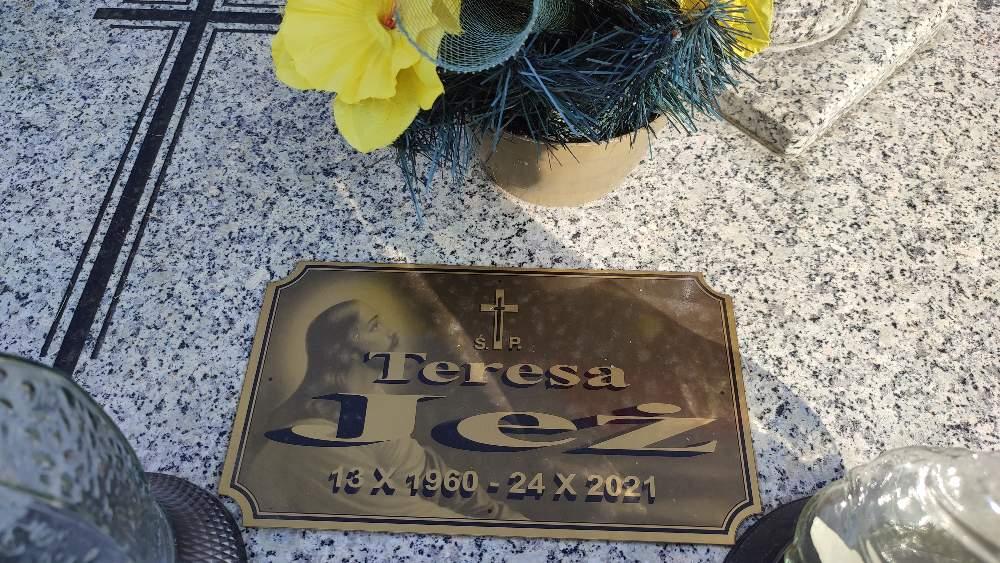 Ś. P.
Teresa
Jeż
13 X 1960 - 24 X 2021